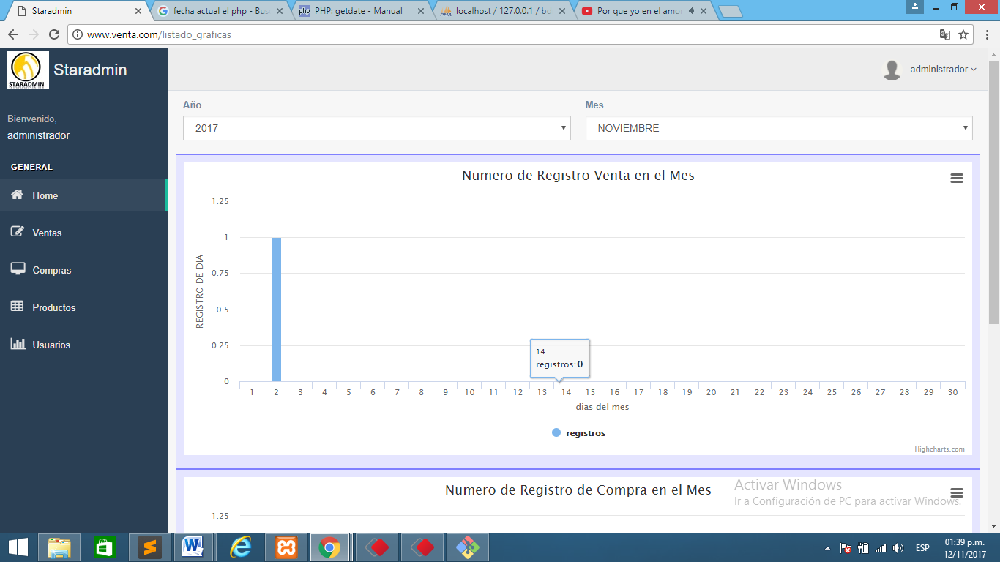 Staradmin
fecha actual el php - Bus
PHP: getdate - Manual
localhost / 127.0.0.1 / bd
Por que yo en el amo
www.venta.com/listado_graficas
STARADMIN
Staradmin
administrador
Bienvenido,
administrador
GENERAL
Home
Ventas
Compras
Productos
Usuarios
Año
Mes
2017
NOVIEMBRE
Numero de Registro Venta en el Mes
REGISTRO DE DIA
1.25
1
0.75
0.5
0.25
0
14
registros: 0
1 2 3 4 5 6 7 8 9 10 11 12 13 14 15 16 17 18 19 20 21 22 23 24 25 26 27 28 29 30
dias del mes
registros
Highcharts.com
Numero de Registro de Compra en el Mes
1.25
Activar Windows
Ir a Configuración de PC para activar Windows.
ESP
01:39 p.m.
12/11/2017